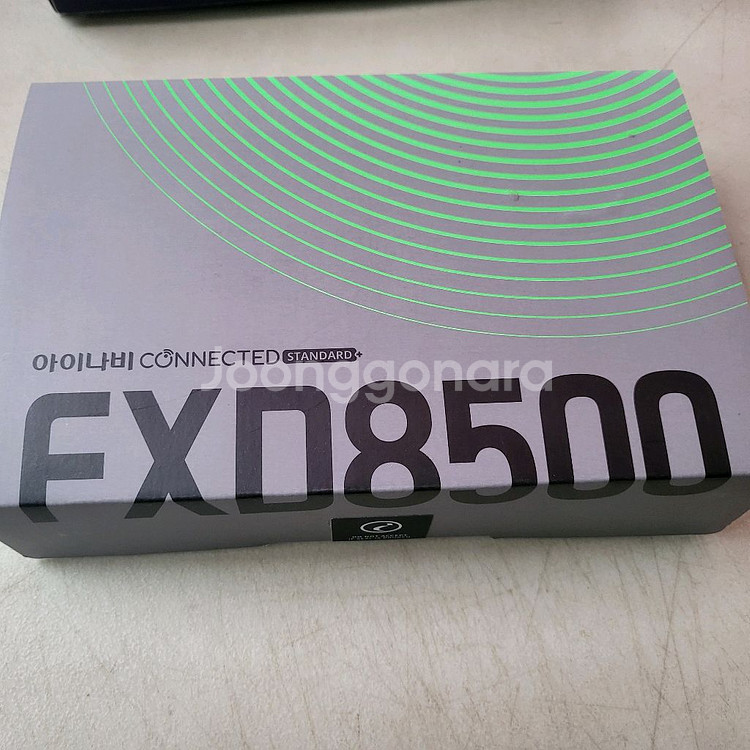 아이나비 CONNECTED STANDARD+
Joonggonara
FXD8500